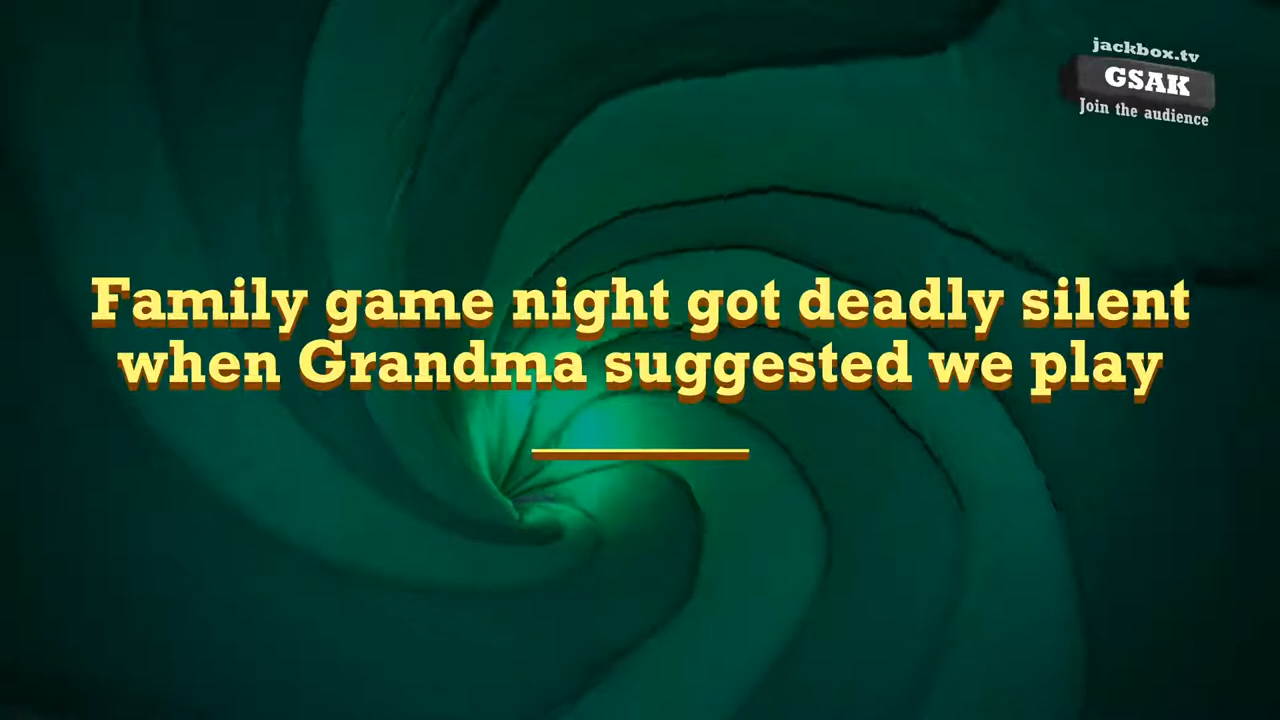 jackbox.tv
GSAK
Join the audience
Family game night got deadly silent
when Grandma suggested we play